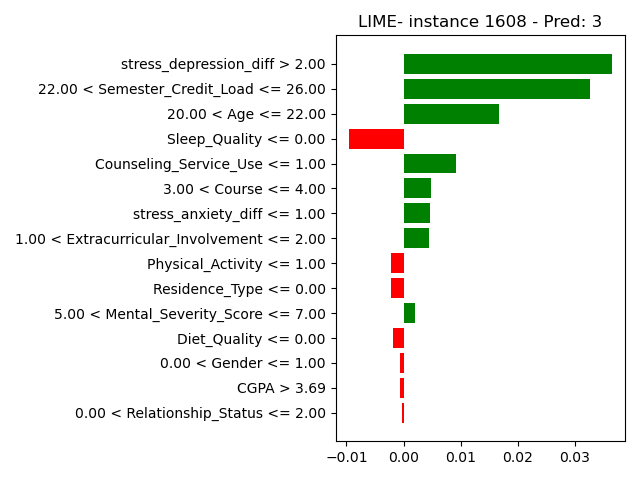 LIME- instance 1608 - Pred: 3
stress_depression_diff > 2.00
22.00 < Semester_Credit_Load <= 26.00
20.00 < Age <= 22.00
Sleep_Quality <= 0.00
Counseling_Service_Use <= 1.00
3.00 < Course <= 4.00
stress_anxiety_diff <= 1.00
1.00 < Extracurricular_Involvement <= 2.00
Physical_Activity <= 1.00
Residence_Type <= 0.00
5.00 < Mental_Severity_Score <= 7.00
Diet_Quality <= 0.00
0.00 < Gender <= 1.00
CGPA > 3.69
0.00 < Relationship_Status <= 2.00
−0.01 0.00 0.01 0.02 0.03